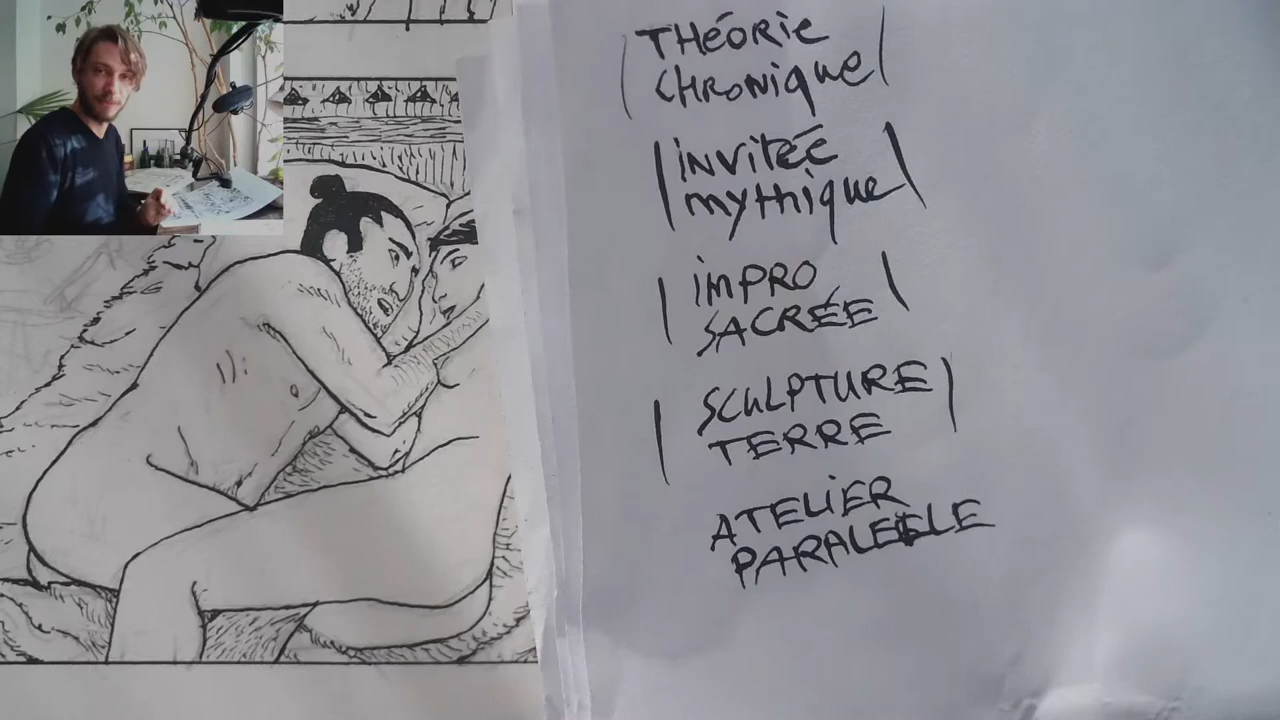 THÉORIE
CHRONIQUE
INVITÉE
mythique
IMPRO
SACRÉE
SCULPTURE
TERRE
ATELIER
PARALEELE